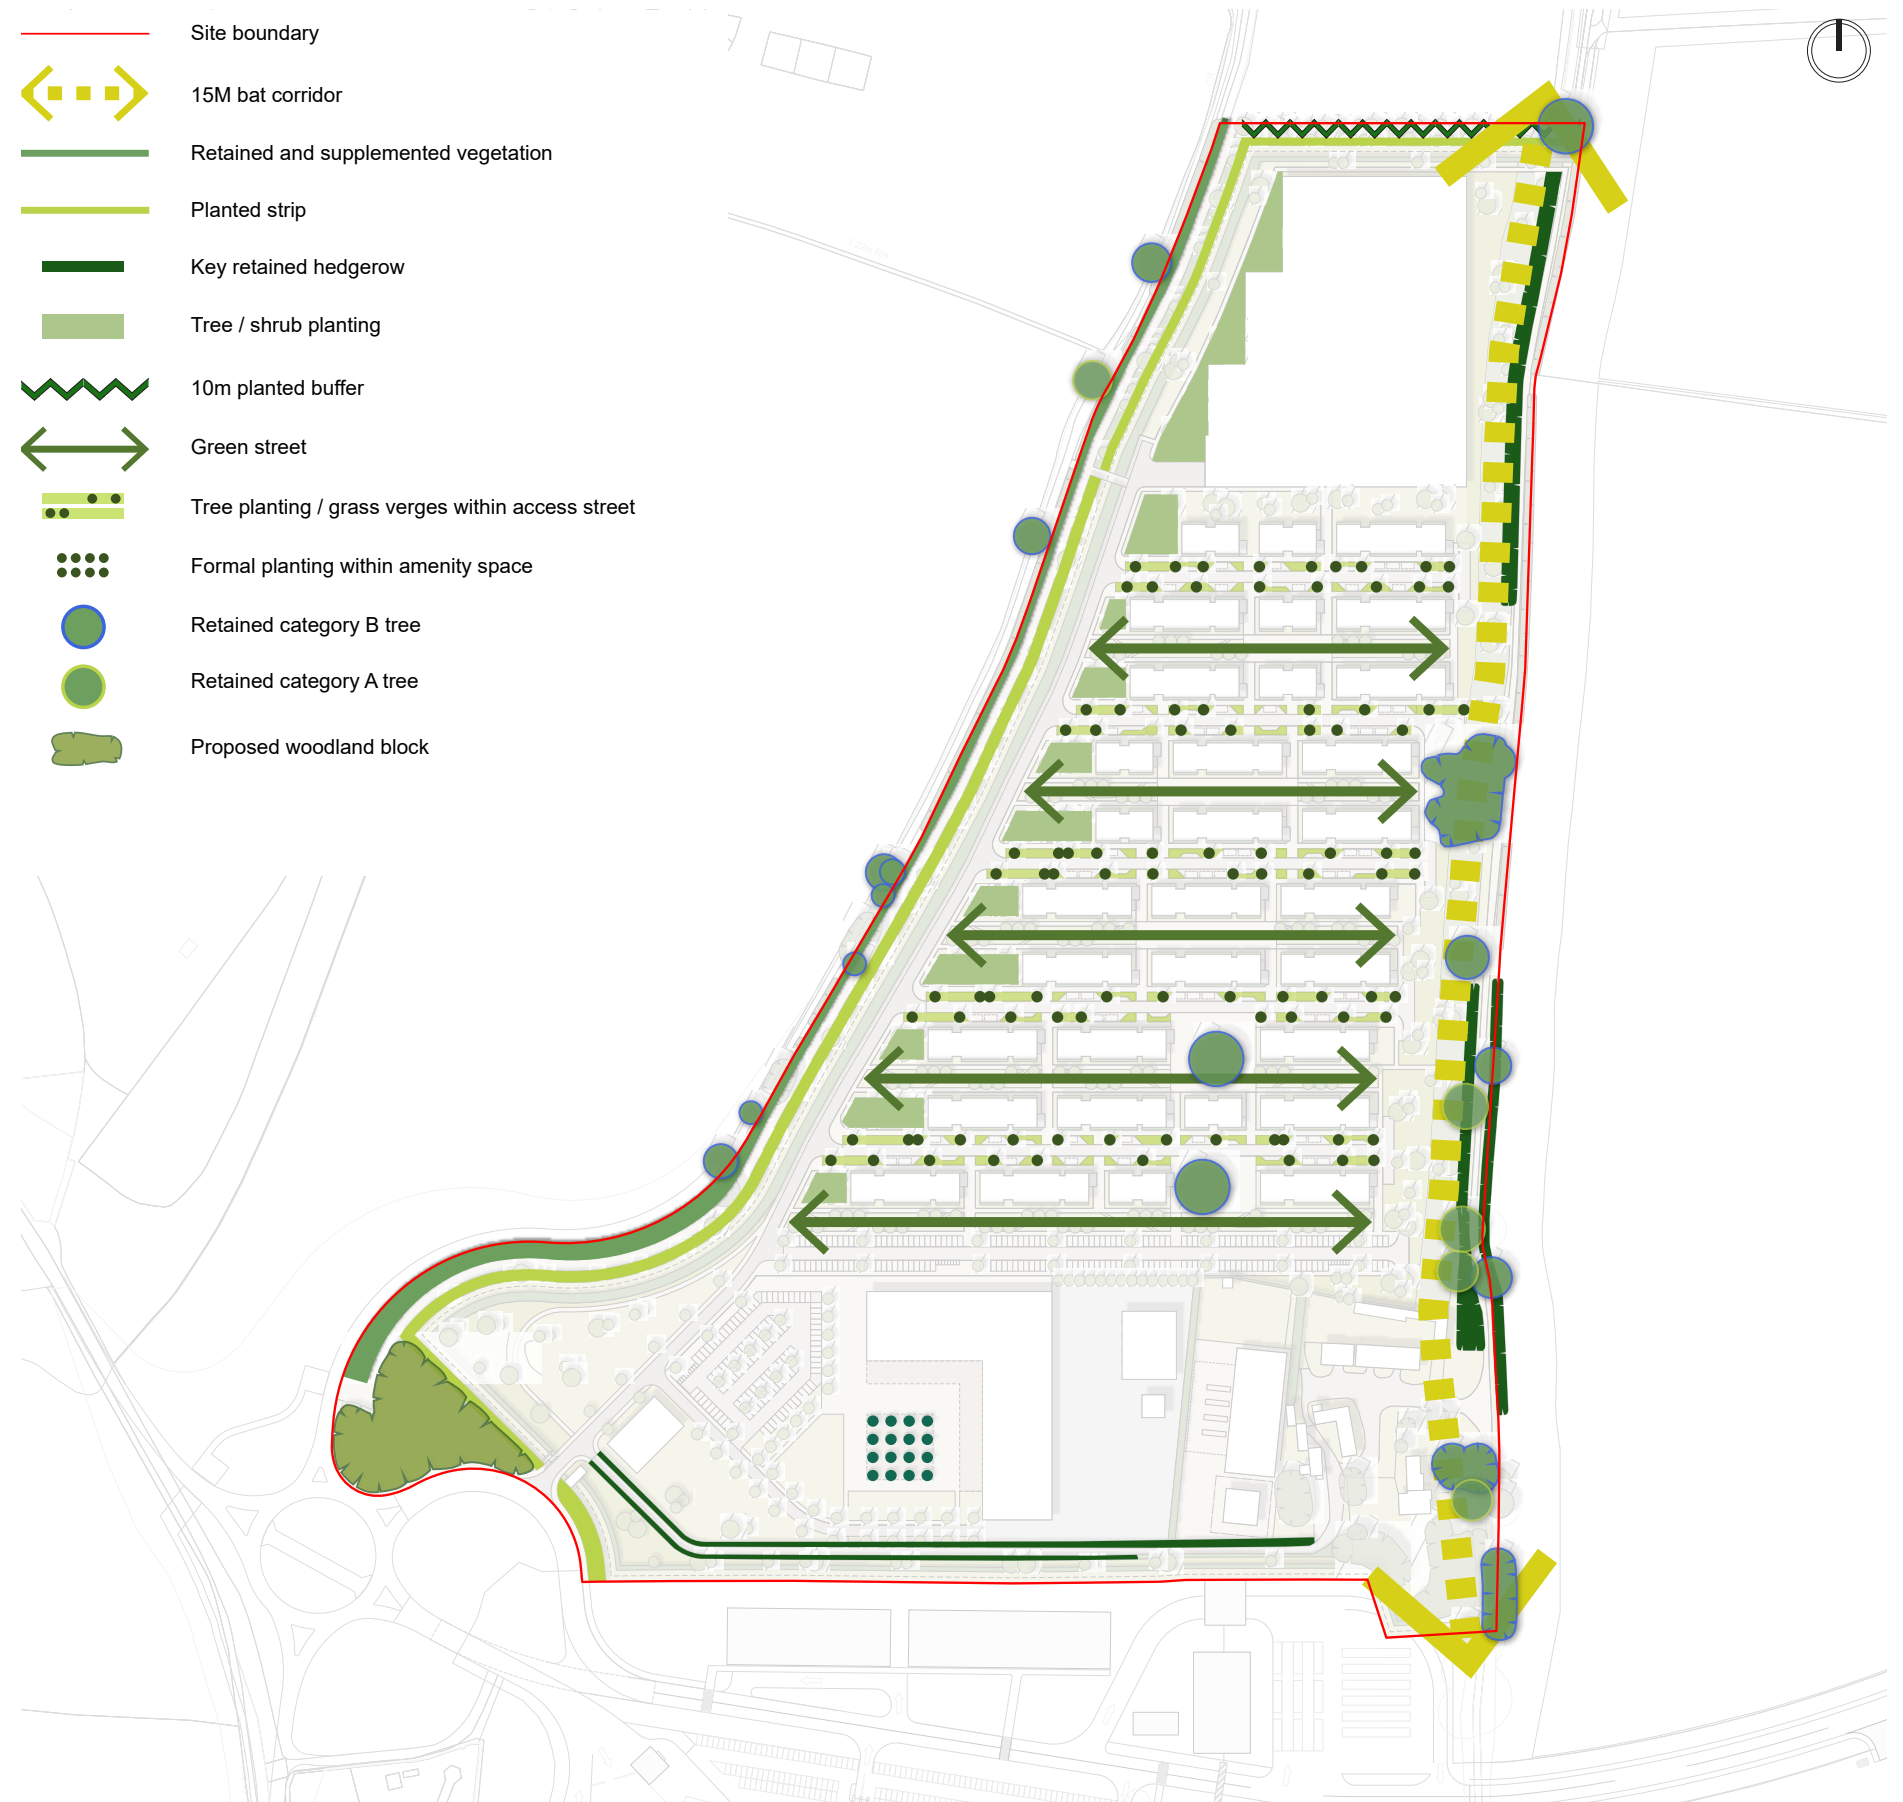 Site boundary
15M bat corridor
Retained and supplemented vegetation
Planted strip
Key retained hedgerow
Tree / shrub planting
10m planted buffer
Green street
Tree planting / grass verges within access street
Formal planting within amenity space
Retained category B tree
Retained category A tree
Proposed woodland block